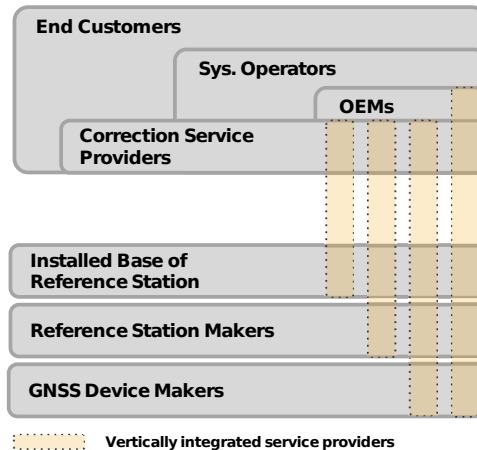 End Customers
Sys. Operators
OEMs
Correction Service
Providers
Installed Base of
Reference Station
Reference Station Makers
GNSS Device Makers
Vertically integrated service providers